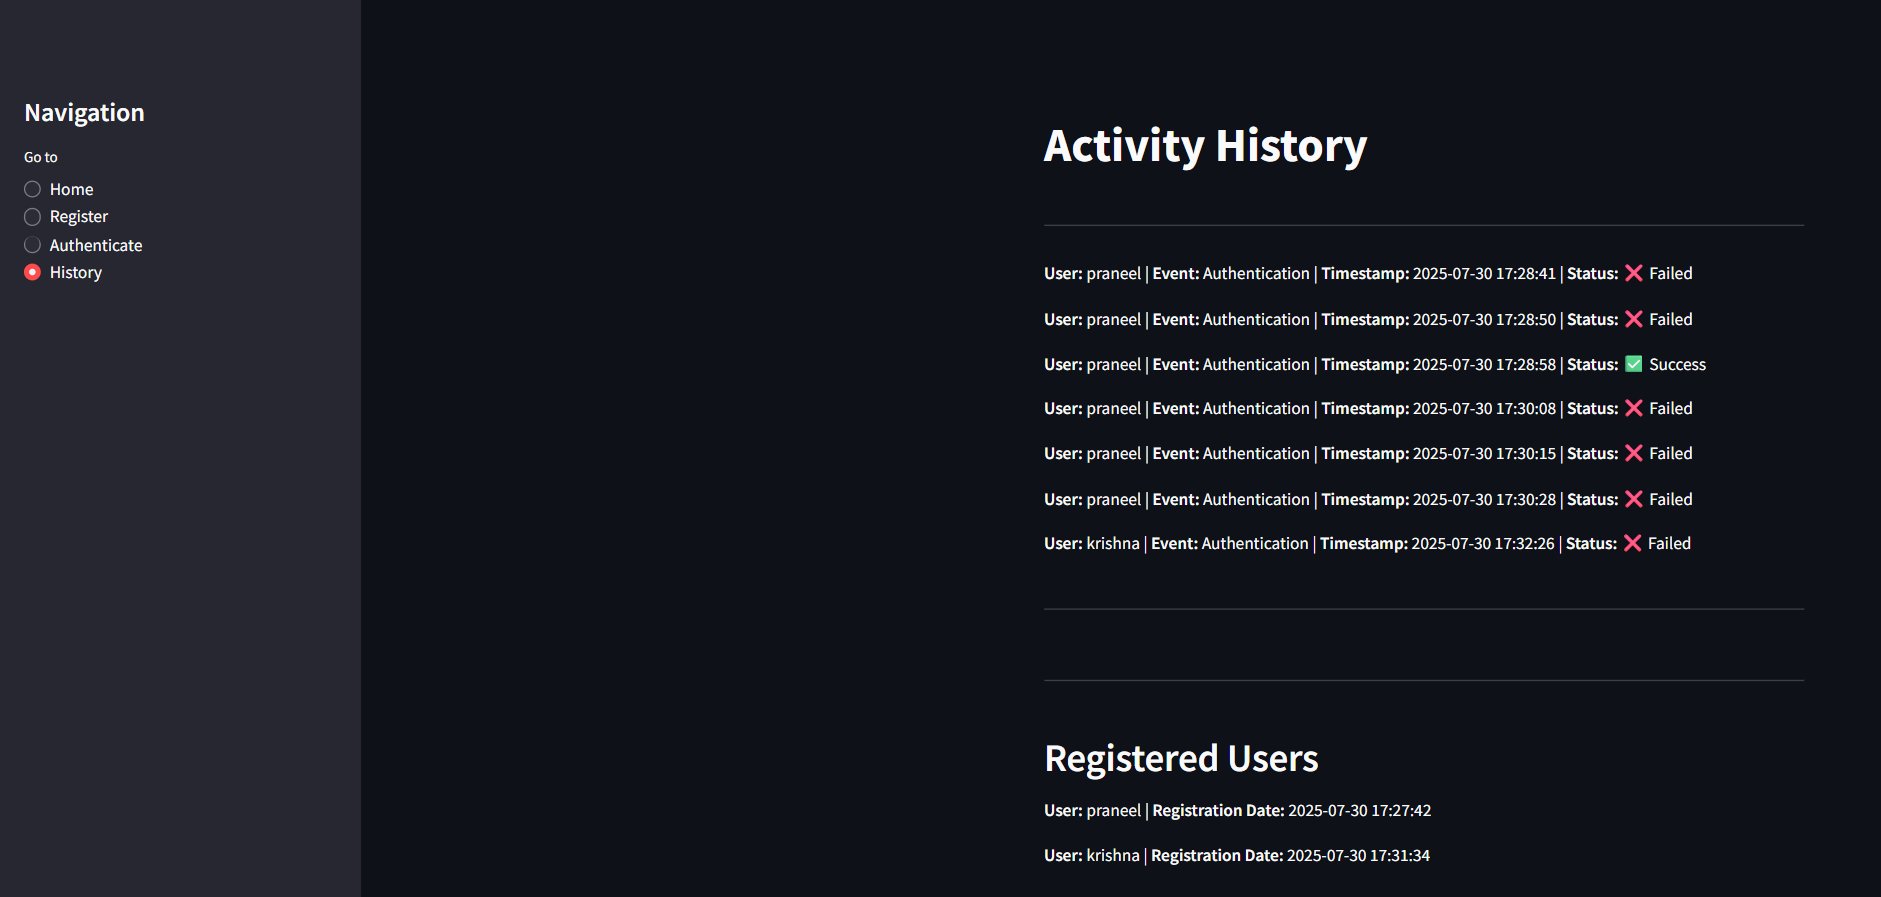 Navigation
Go to
Home
Register
Authenticate
History
Activity History
User: praneel | Event: Authentication | Timestamp: 2025-07-30 17:28:41 | Status: ❌ Failed
User: praneel | Event: Authentication | Timestamp: 2025-07-30 17:28:50 | Status: ❌ Failed
User: praneel | Event: Authentication | Timestamp: 2025-07-30 17:28:58 | Status: ✅ Success
User: praneel | Event: Authentication | Timestamp: 2025-07-30 17:30:08 | Status: ❌ Failed
User: praneel | Event: Authentication | Timestamp: 2025-07-30 17:30:15 | Status: ❌ Failed
User: praneel | Event: Authentication | Timestamp: 2025-07-30 17:30:28 | Status: ❌ Failed
User: krishna | Event: Authentication | Timestamp: 2025-07-30 17:32:26 | Status: ❌ Failed
Registered Users
User: praneel | Registration Date: 2025-07-30 17:27:42
User: krishna | Registration Date: 2025-07-30 17:31:34